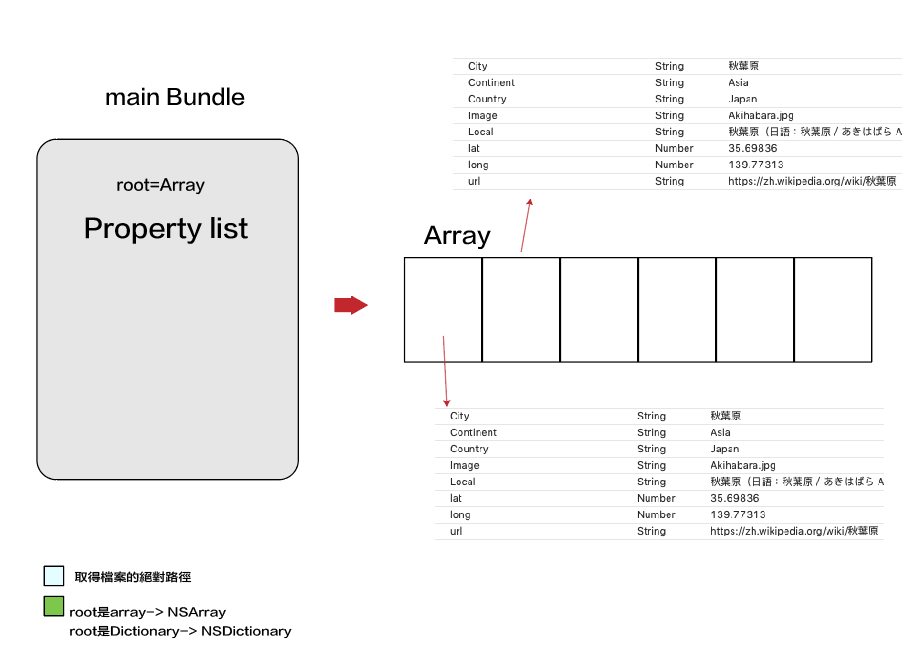 main Bundle
root=Array
Property list
City String 秋葉原
Continent String Asia
Country String Japan
Image String Akihabara.jpg
Local String 秋葉原（日語：秋葉原 / あきはばら A
lat Number 35.69836
long Number 139.77313
url String https://zh.wikipedia.org/wiki/秋葉原
Array
City String 秋葉原
Continent String Asia
Country String Japan
Image String Akihabara.jpg
Local String 秋葉原（日語：秋葉原 / あきはばら A
lat Number 35.69836
long Number 139.77313
url String https://zh.wikipedia.org/wiki/秋葉原
取得檔案的絕對路徑
root是array-> NSArray
root是Dictionary-> NSDictionary